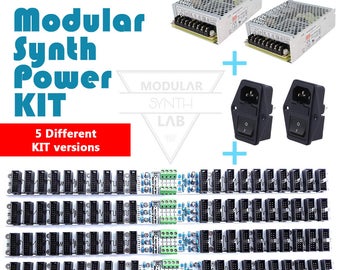 Modular
Synth
Power
KIT
MODULAR
SYNTH
LAB
5 Different
KIT versions